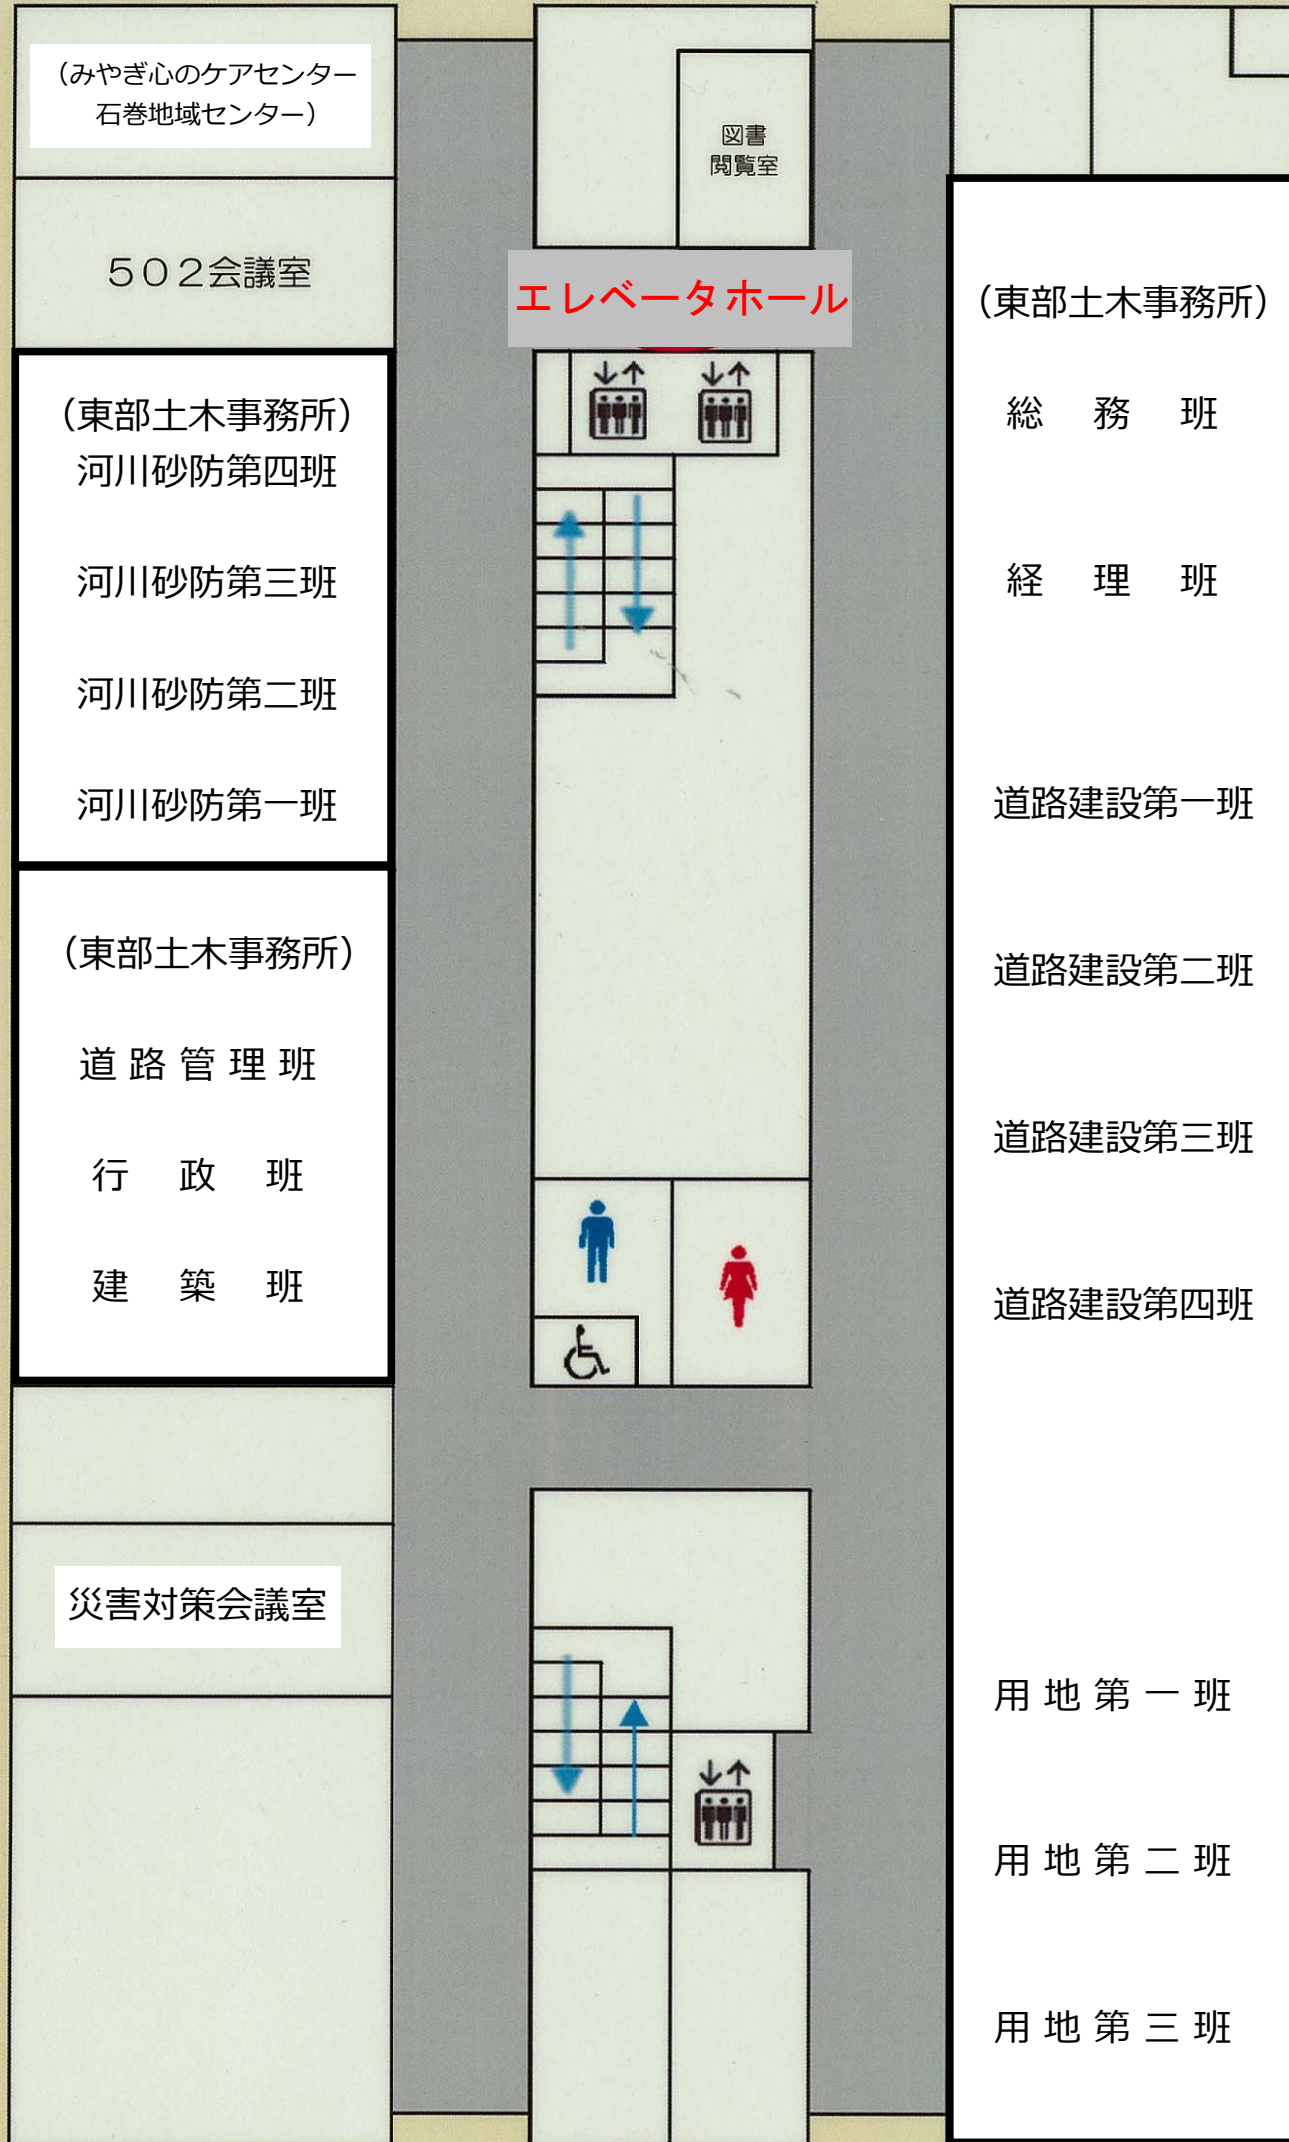 （みやぎ心のケアセンター
石巻地域センター）
５０２会議室
（東部土木事務所）
河川砂防第四班
河川砂防第三班
河川砂防第二班
河川砂防第一班
（東部土木事務所）
道路管理班
行　政　班
建　築　班
災害対策会議室
図書
閲覧室
エレベータホール
（東部土木事務所）
総　務　班
経　理　班
道路建設第一班
道路建設第二班
道路建設第三班
道路建設第四班
用地第一班
用地第二班
用地第三班